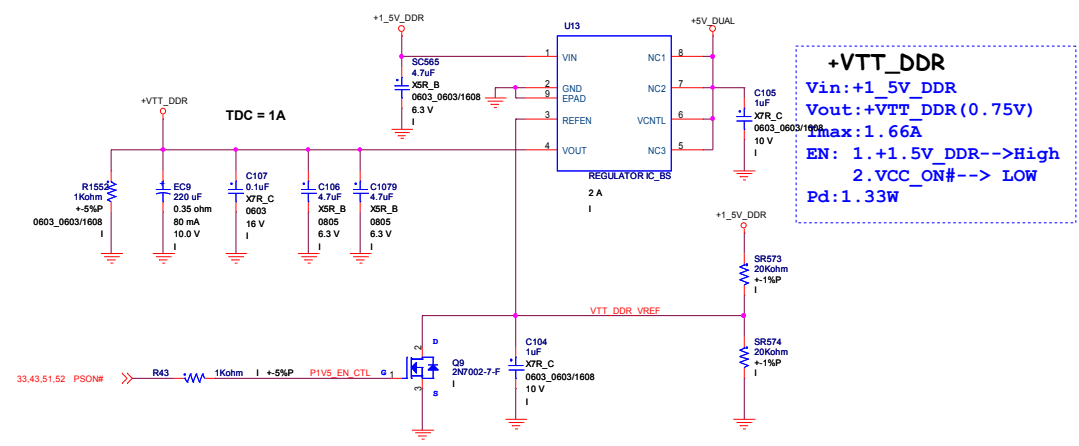 +1_5V_DDR
U13
+5V_DUAL
1
VIN
NC1
8
SC565
4.7uF
X5R_B
0603_0603/1608
6.3 V
I
2
GND
9
EPAD
NC2
7
3
REFEN
VCNTL
6
4
VOUT
NC3
5
REGULATOR IC_BS
2 A
I
C105
1uF
X7R_C
0603_0603/1608
10 V
I
+VTT_DDR
Vin:+1_5V_DDR
Vout:+VTT_DDR(0.75V)
Imax:1.66A
EN: 1.+1.5V_DDR-->High
2.VCC_ON#--> LOW
Pd:1.33W
+VTT_DDR
TDC = 1A
R1552
1Kohm
+-5%P
0603_0603/1608
I
EC9
220 uF
0.35 ohm
80 mA
10.0 V
I
C107
0.1uF
X7R_C
0603
16 V
I
C106
4.7uF
X5R_B
0805
6.3 V
I
C1079
4.7uF
X5R_B
0805
6.3 V
I
+1_5V_DDR
SR573
20Kohm
+-1%P
I
VTT_DDR_VREF
SR574
20Kohm
+-1%P
I
33,43,51,52 PSON#
R43
1Kohm
I +-5%P
P1V5_EN_CTL
G
1
2
D
3
S
Q9
2N7002-7-F
I
C104
1uF
X7R_C
0603_0603/1608
10 V
I